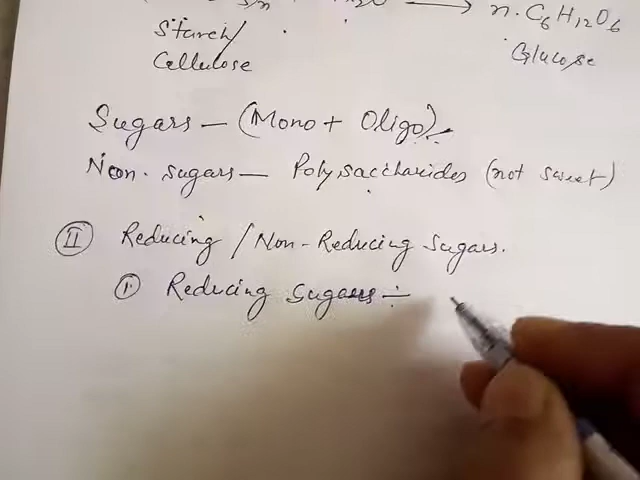 n. C6H12O6
Starch/
Cellulose
Glucose
Sugars — (Mono + Oligo)
Non. sugars — Polysaccharides (not sweet)
II Reducing / Non-Reducing Sugars.
① Reducing Sugars :-